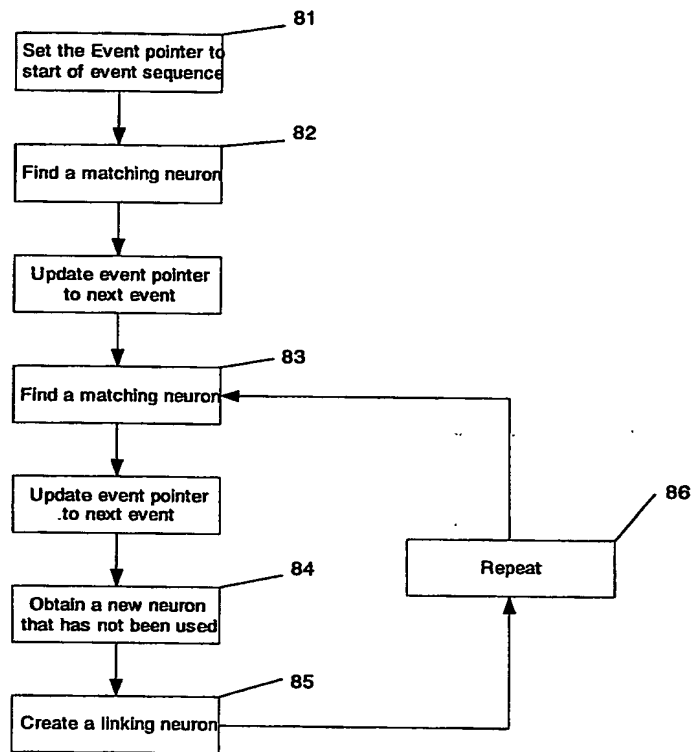 81
Set the Event pointer to
start of event sequence
82
Find a matching neuron
Update event pointer
to next event
83
Find a matching neuron
Update event pointer
.to next event
86
Repeat
84
Obtain a new neuron
that has not been used
85
Create a linking neuron